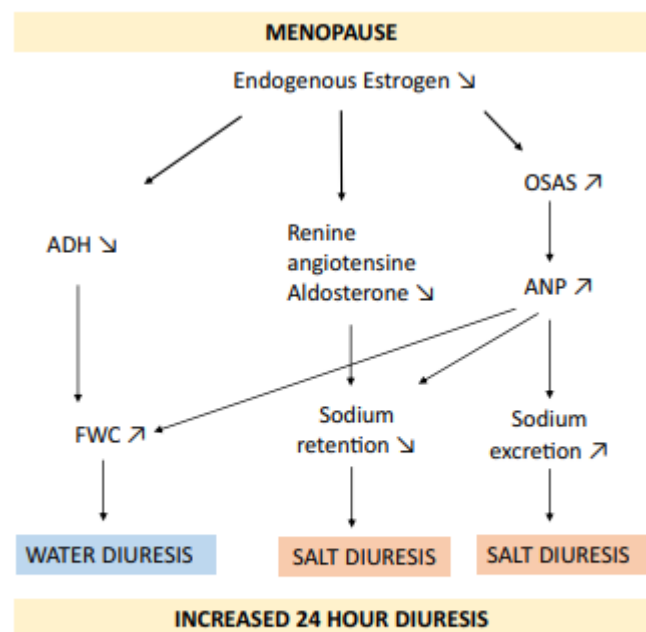 MENOPAUSE
Endogenous Estrogen ↘
OSAS ↗
ADH ↘
Renine
angiotensine
Aldosterone ↘
ANP ↗
FWC ↗
Sodium
retention ↘
Sodium
excretion ↗
WATER DIURESIS
SALT DIURESIS
SALT DIURESIS
INCREASED 24 HOUR DIURESIS